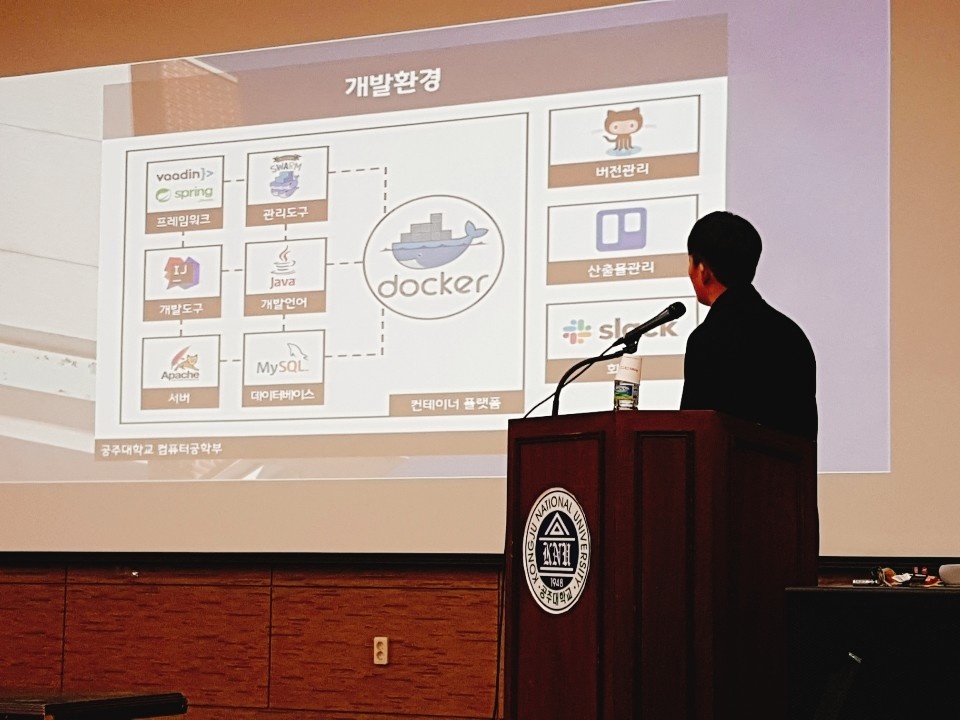 개발환경
vaadin}>
spring
프레임워크
SWARM
관리도구
IJ
개발도구
Java
개발언어
APACHE
서버
MySQL
데이터베이스
docker
컨테이너 플랫폼
버전관리
산출물관리
slack
공주대학교 컴퓨터공학부
KONGJU NATIONAL UNIVERSITY
KNU
1948
공주대학교